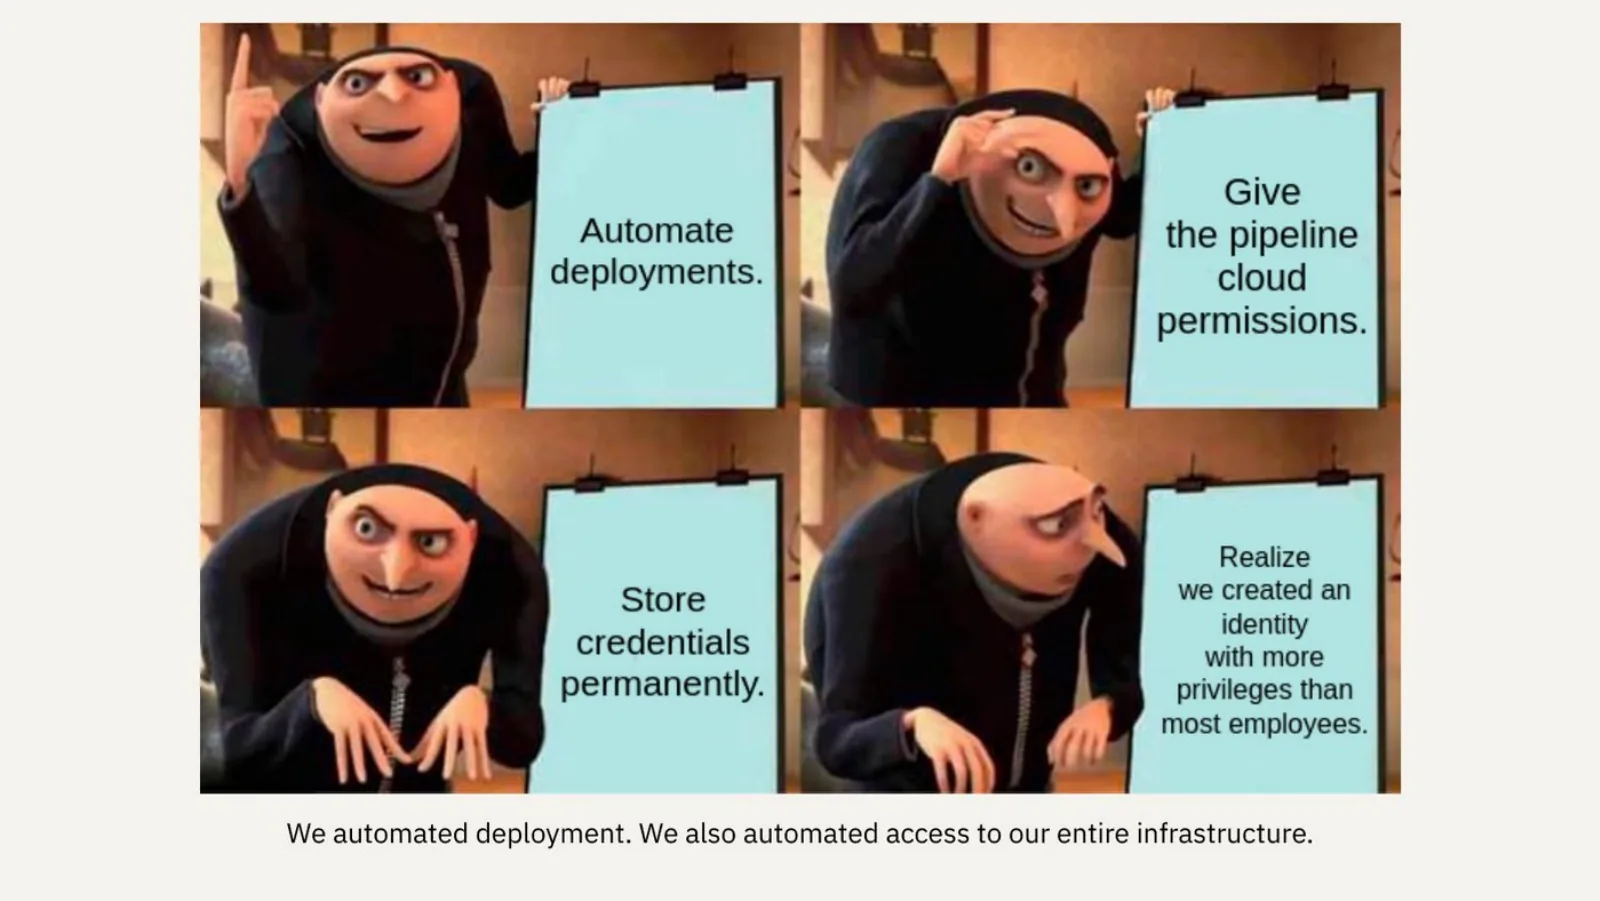 Automate
deployments.
Give
the pipeline
cloud
permissions.
Store
credentials
permanently.
Realize
we created an
identity
with more
privileges than
most employees.
We automated deployment. We also automated access to our entire infrastructure.